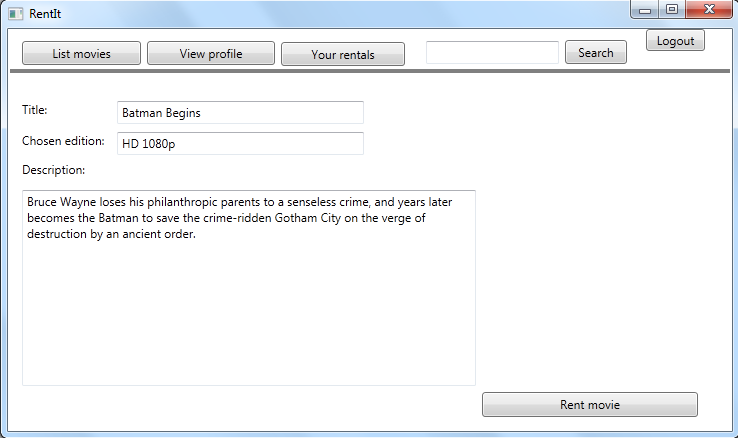 RentIt
List movies View profile Your rentals Search Logout
Title: Batman Begins
Chosen edition: HD 1080p
Description:
Bruce Wayne loses his philanthropic parents to a senseless crime, and years later
becomes the Batman to save the crime-ridden Gotham City on the verge of
destruction by an ancient order.
Rent movie